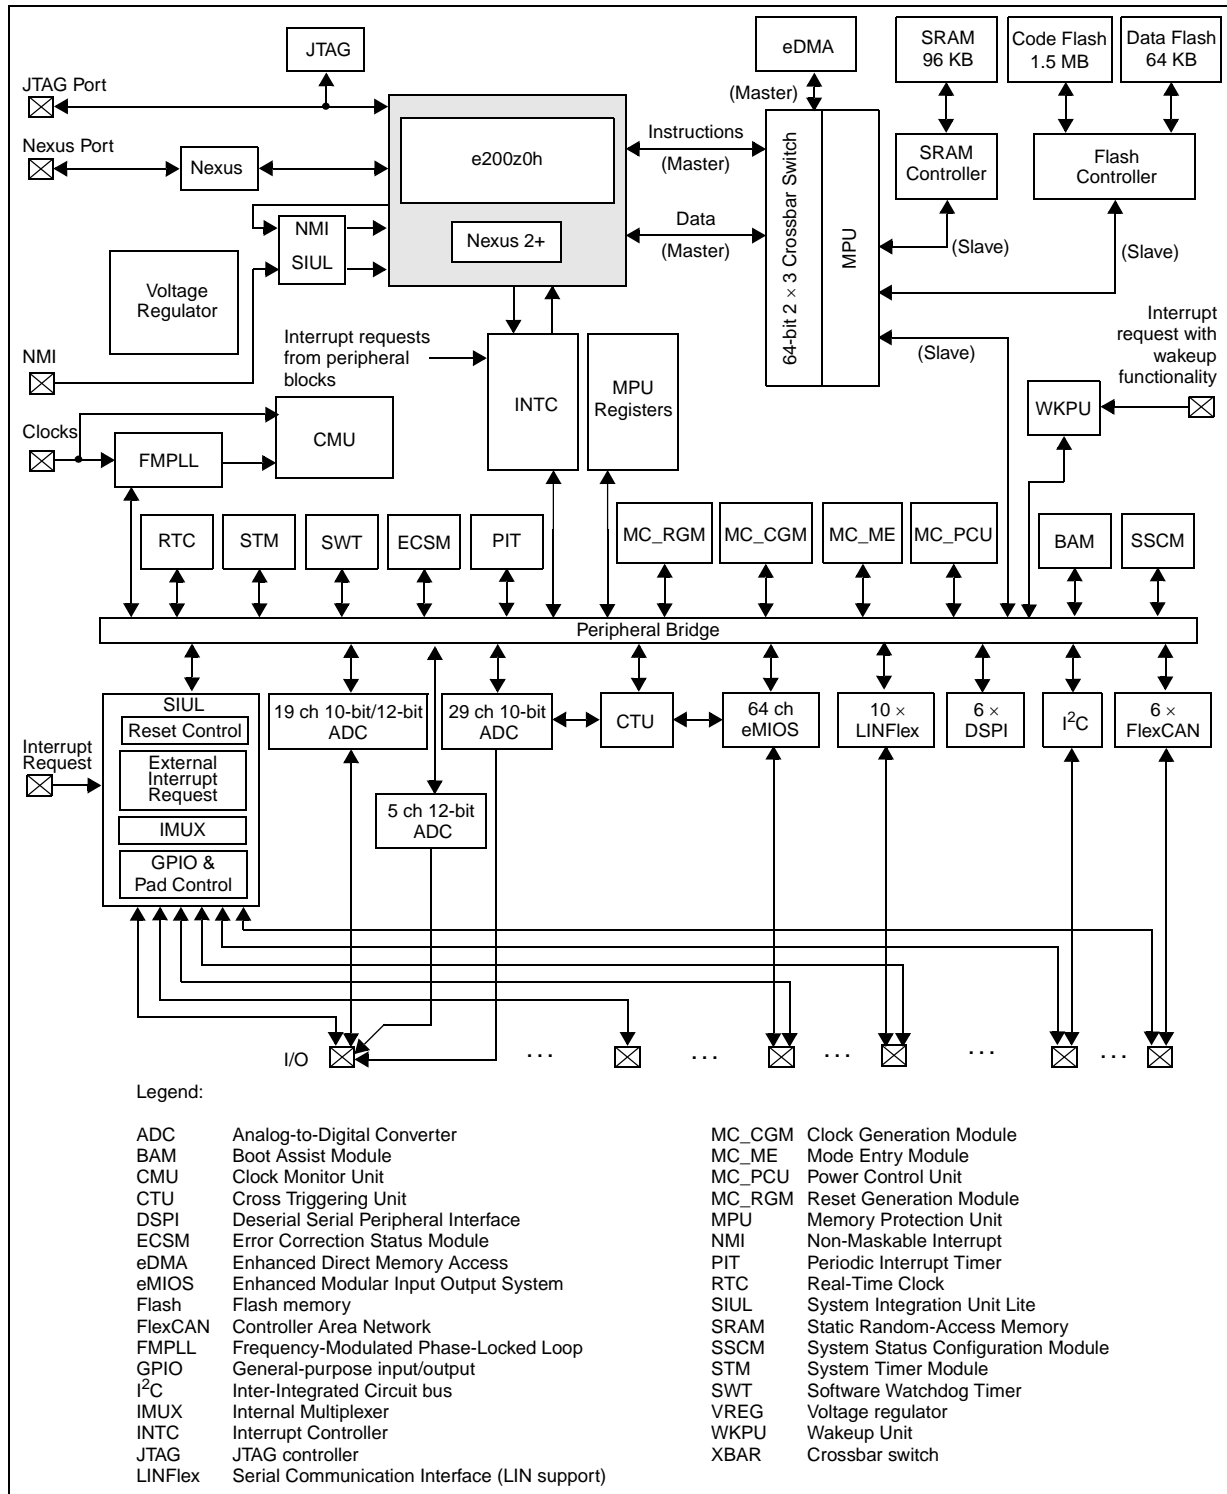 JTAG
eDMA
SRAM
96 KB
Code Flash
1.5 MB
Data Flash
64 KB
JTAG Port
(Master)
Nexus Port
Nexus
e200z0h
Nexus 2+
Instructions
(Master)
Data
(Master)
64-bit 2 × 3 Crossbar Switch
MPU
SRAM
Controller
Flash
Controller
(Slave)
(Slave)
(Slave)
NMI
SIUL
Voltage
Regulator
NMI
Interrupt requests
from peripheral
blocks
INTC
MPU
Registers
Interrupt
request with
wakeup
functionality
WKPU
Clocks
FMPLL
CMU
RTC
STM
SWT
ECSM
PIT
MC_RGM
MC_CGM
MC_ME
MC_PCU
BAM
SSCM
Peripheral Bridge
SIUL
Reset Control
External
Interrupt
Request
IMUX
GPIO &
Pad Control
Interrupt
Request
19 ch 10-bit/12-bit
ADC
29 ch 10-bit
ADC
5 ch 12-bit
ADC
CTU
64 ch
eMIOS
10 ×
LINFlex
6 ×
DSPI
I2C
6 ×
FlexCAN
I/O
. . .
. . .
. . .
. . .
. . .
Legend:
ADC Analog-to-Digital Converter
BAM Boot Assist Module
CMU Clock Monitor Unit
CTU Cross Triggering Unit
DSPI Deserial Serial Peripheral Interface
ECSM Error Correction Status Module
eDMA Enhanced Direct Memory Access
eMIOS Enhanced Modular Input Output System
Flash Flash memory
FlexCAN Controller Area Network
FMPLL Frequency-Modulated Phase-Locked Loop
GPIO General-purpose input/output
I2C Inter-Integrated Circuit bus
IMUX Internal Multiplexer
INTC Interrupt Controller
JTAG JTAG controller
LINFlex Serial Communication Interface (LIN support)
MC_CGM Clock Generation Module
MC_ME Mode Entry Module
MC_PCU Power Control Unit
MC_RGM Reset Generation Module
MPU Memory Protection Unit
NMI Non-Maskable Interrupt
PIT Periodic Interrupt Timer
RTC Real-Time Clock
SIUL System Integration Unit Lite
SRAM Static Random-Access Memory
SSCM System Status Configuration Module
STM System Timer Module
SWT Software Watchdog Timer
VREG Voltage regulator
WKPU Wakeup Unit
XBAR Crossbar switch